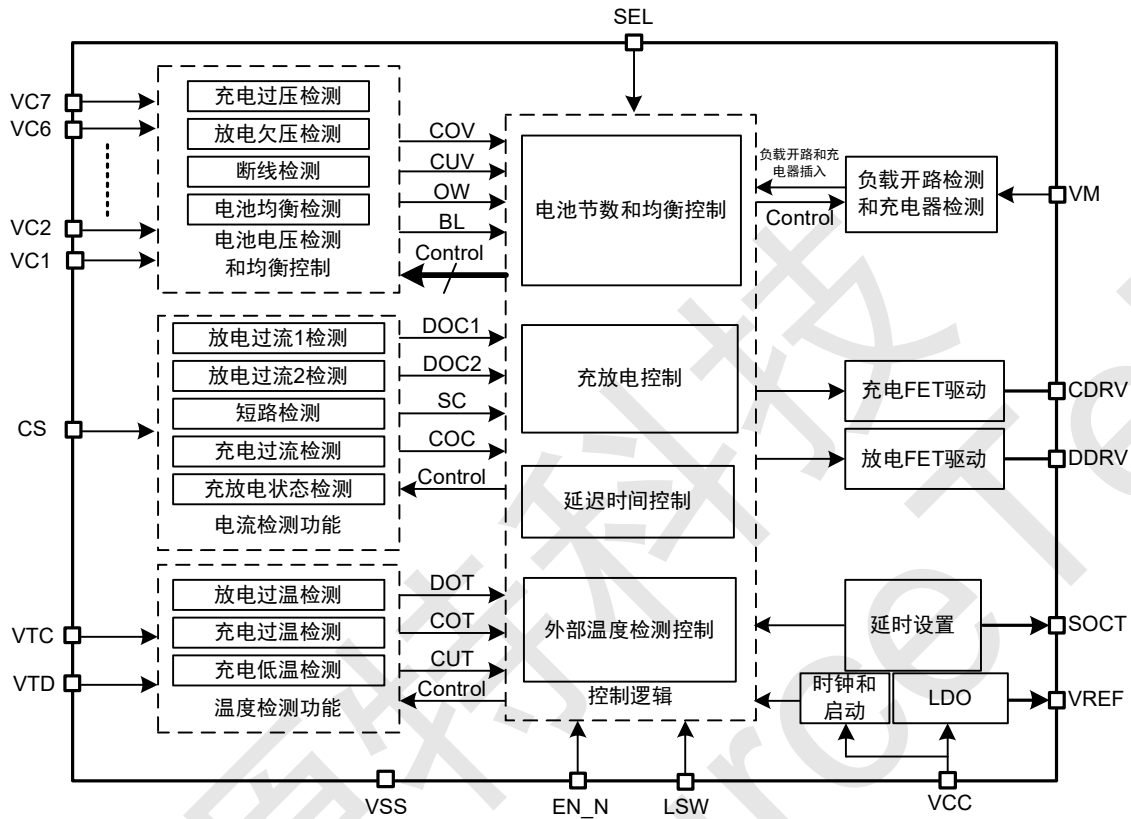 SEL
VC7
VC6
VC2
VC1
充电过压检测
放电欠压检测
断线检测
电池均衡检测
电池电压检测
和均衡控制
COV
CUV
OW
BL
Control
电池节数和均衡控制
负载开路和充
电器插入
Control
负载开路检测
和充电器检测
VM
CS
放电过流1检测
放电过流2检测
短路检测
充电过流检测
充放电状态检测
电流检测功能
DOC1
DOC2
SC
COC
Control
充放电控制
延迟时间控制
充电FET驱动
放电FET驱动
CDRV
DDRV
VTC
VTD
放电过温检测
充电过温检测
充电低温检测
温度检测功能
DOT
COT
CUT
Control
外部温度检测控制
控制逻辑
延时设置
SOCT
时钟和
启动
LDO
VREF
VSS
EN_N
LSW
VCC